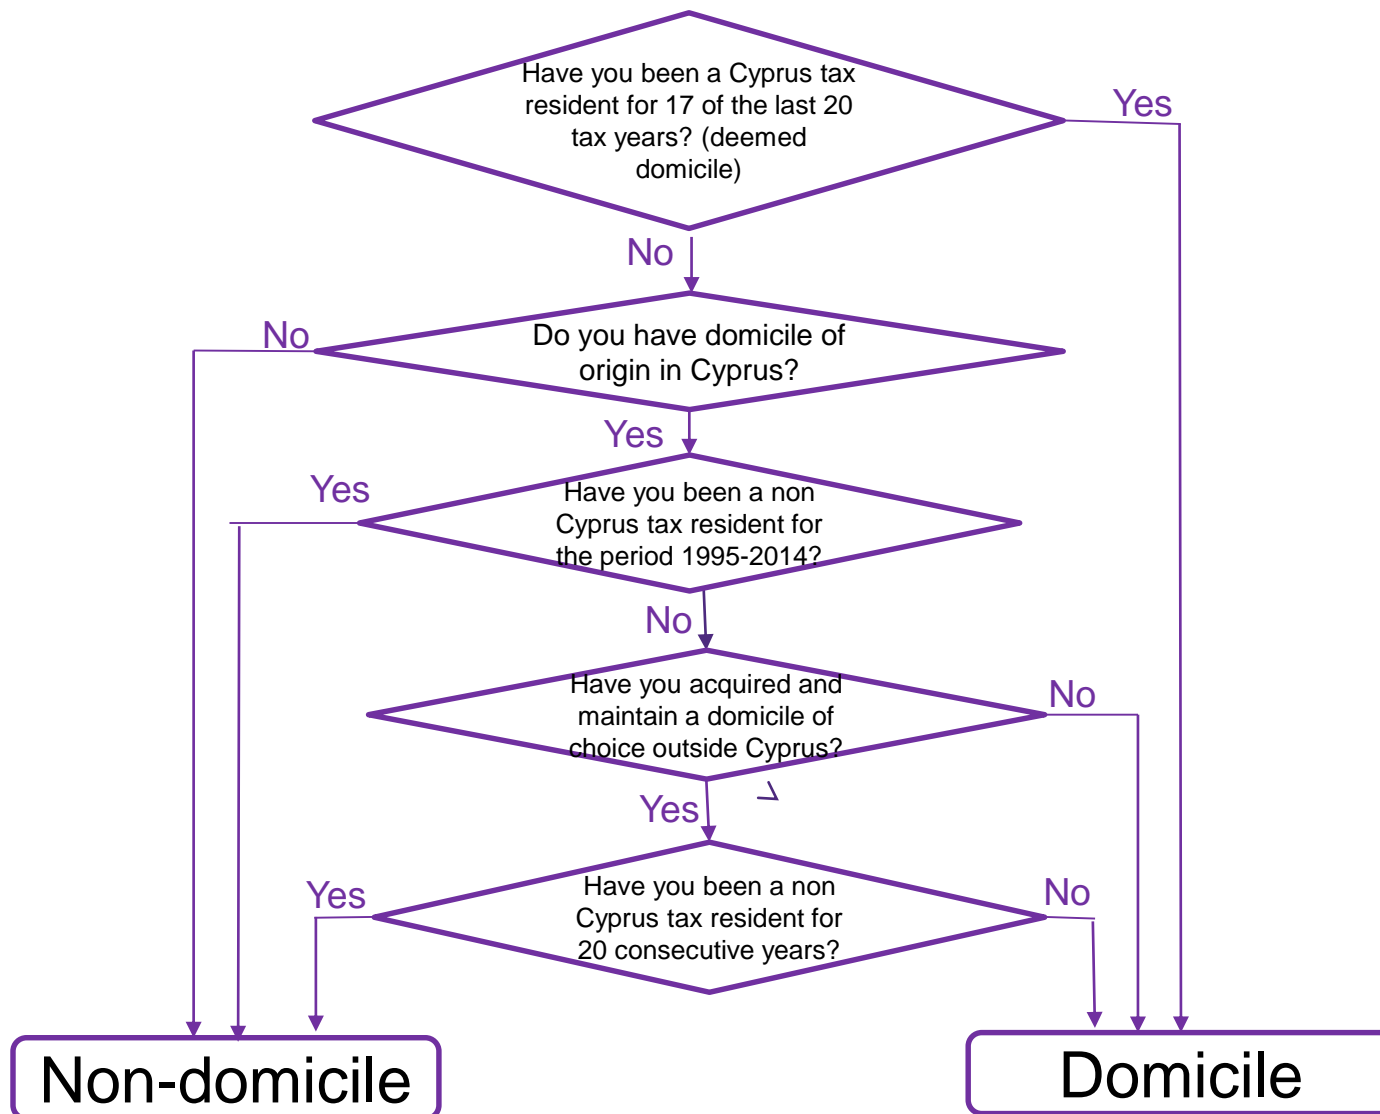 Have you been a Cyprus tax
resident for 17 of the last 20
tax years? (deemed
domicile)
Yes
No
No
Do you have domicile of
origin in Cyprus?
Yes
Yes
Have you been a non
Cyprus tax resident for
the period 1995-2014?
No
Have you acquired and
maintain a domicile of
choice outside Cyprus?
No
Yes
Yes
Have you been a non
Cyprus tax resident for
20 consecutive years?
No
Non-domicile
Domicile